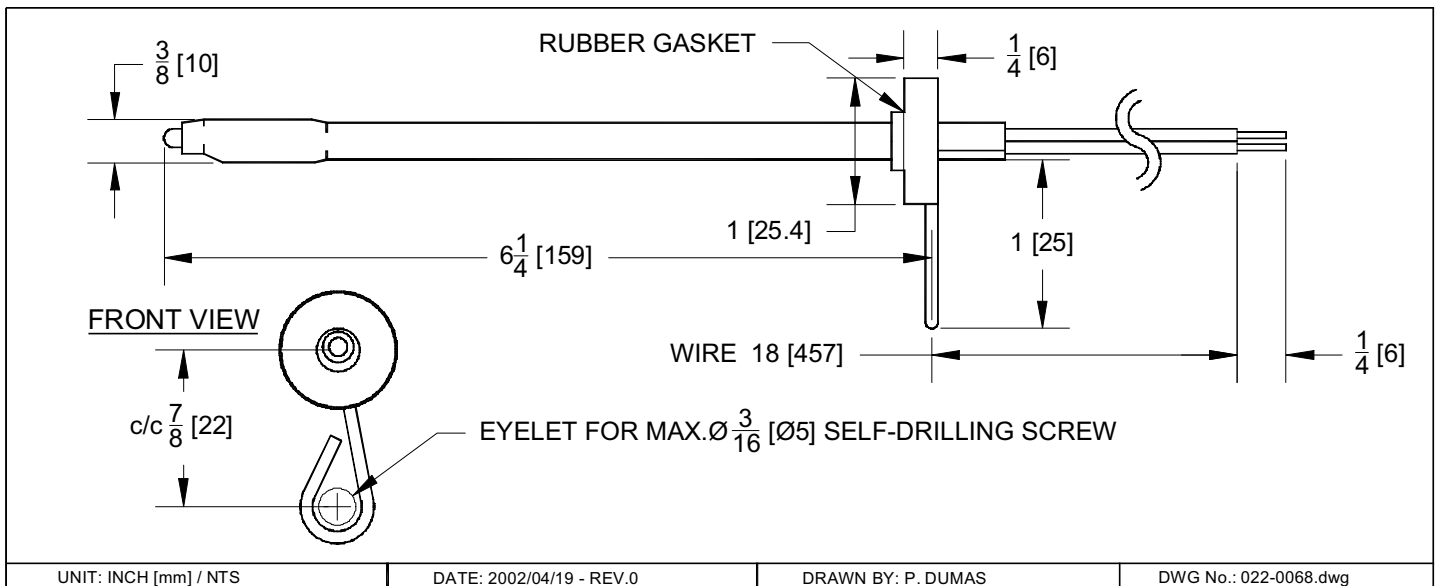 RUBBER GASKET
1/4 [6]
3/8 [10]
1 [25.4]
1 [25]
6 1/4 [159]
FRONT VIEW
WIRE 18 [457]
1/4 [6]
c/c 7/8 [22]
EYELET FOR MAX.Ø 3/16 [Ø5] SELF-DRILLING SCREW
UNIT: INCH [mm] / NTS
DATE: 2002/04/19 - REV.0
DRAWN BY: P. DUMAS
DWG No.: 022-0068.dwg